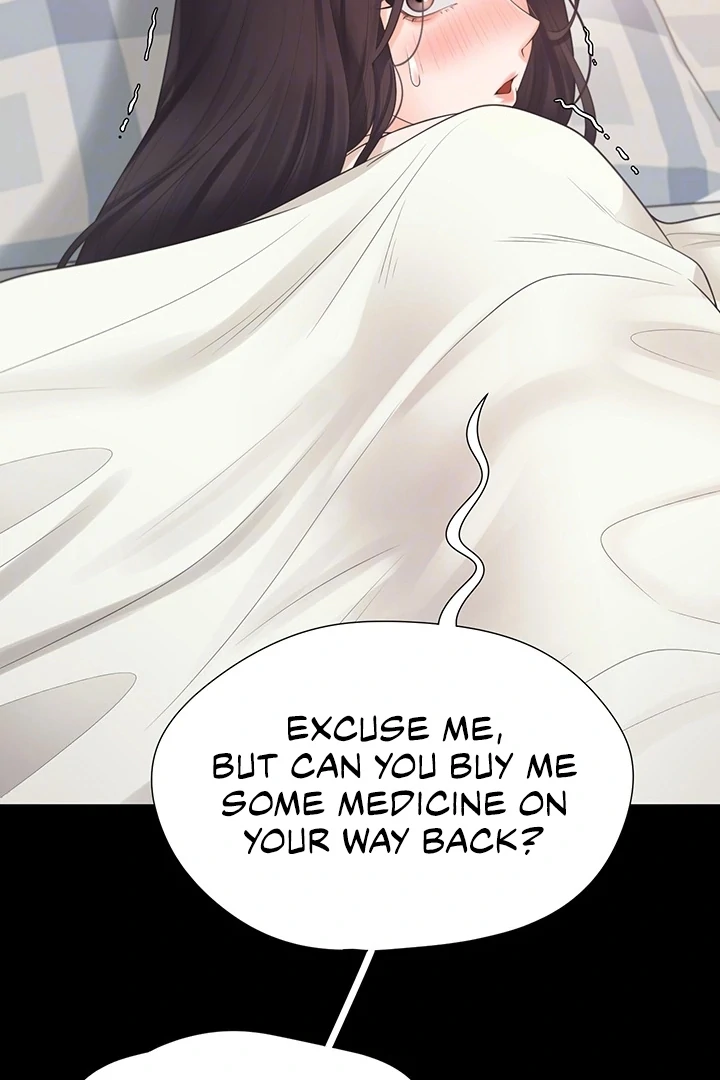 EXCUSE ME,
BUT CAN YOU BUY ME
SOME MEDICINE ON
YOUR WAY BACK?